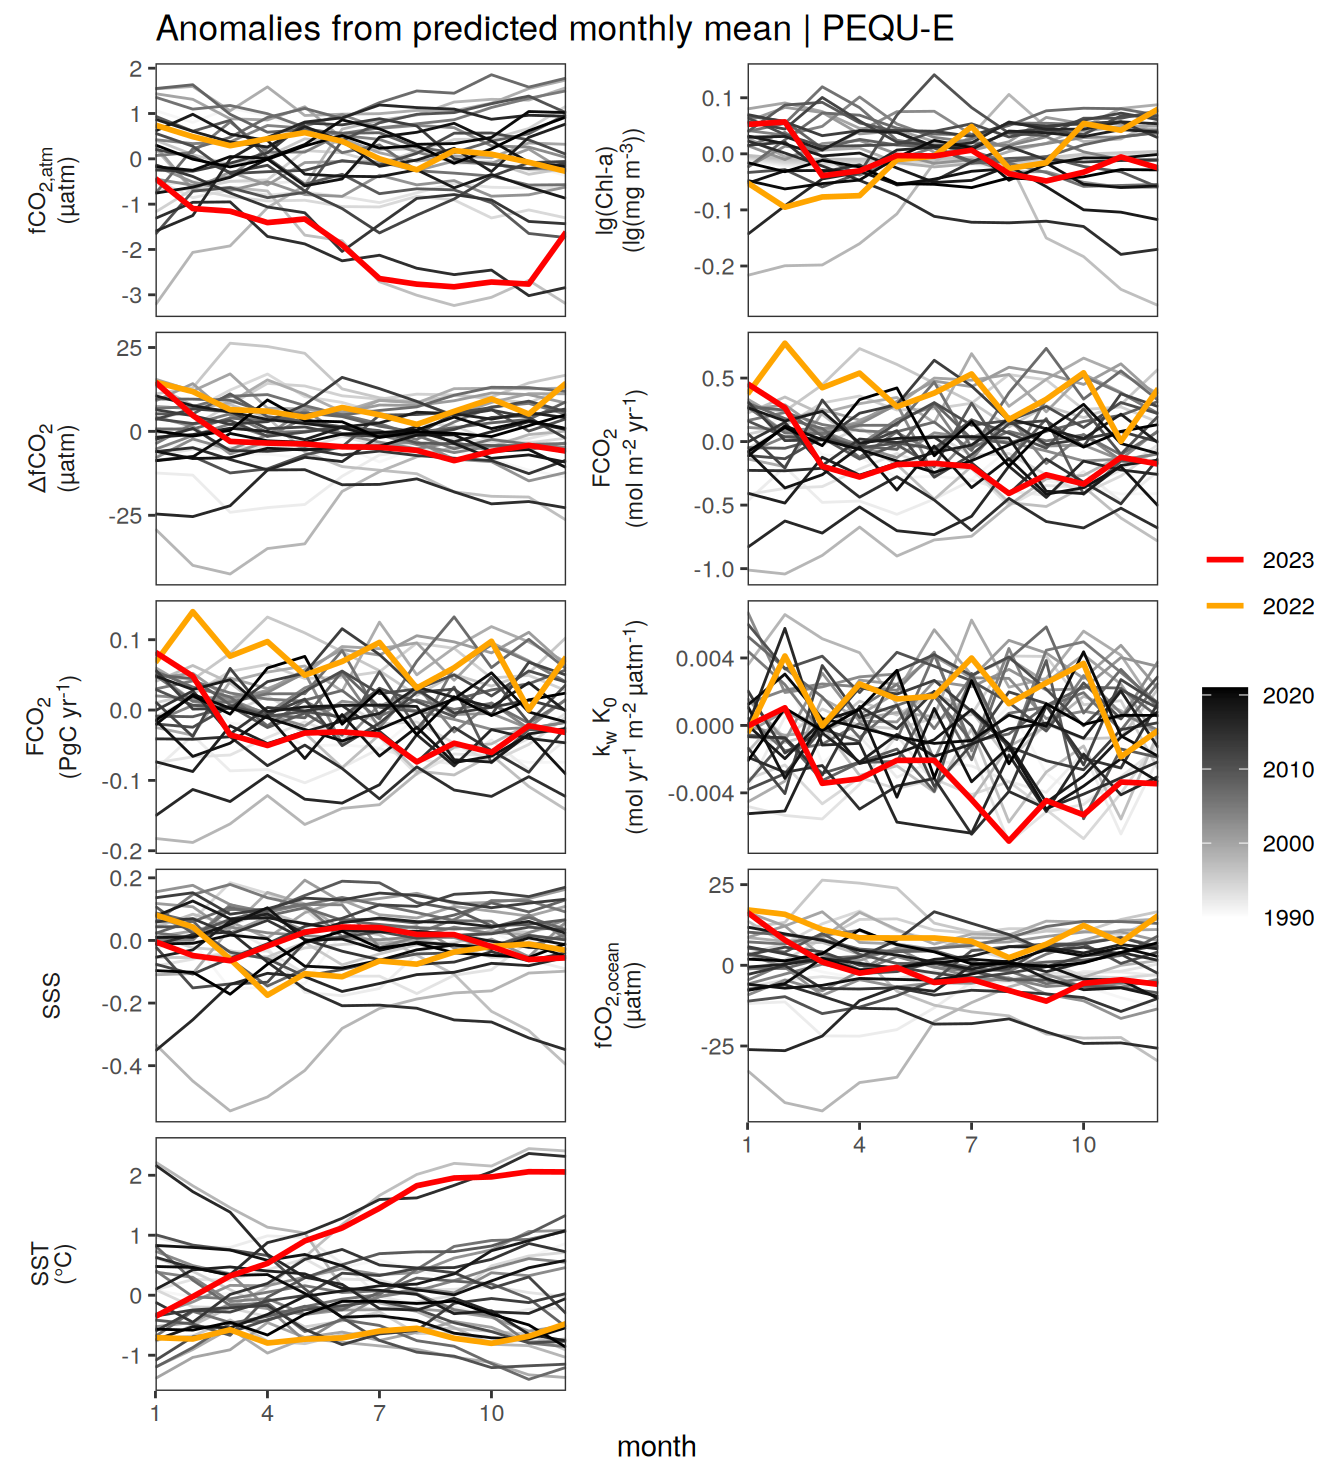 Anomalies from predicted monthly mean | PEQU-E
fCO2,atm
(µatm)
2
1
0
-1
-2
-3
lg(Chl-a)
(lg(mg m-3))
0.1
0.0
-0.1
-0.2
ΔfCO2
(µatm)
25
0
-25
FCO2
(mol m-2 yr-1)
0.5
0.0
-0.5
-1.0
FCO2
(PgC yr-1)
0.1
0.0
-0.1
-0.2
kw K0
(mol yr-1 m-2 µatm-1)
0.004
0.000
-0.004
SSS
0.2
0.0
-0.2
-0.4
fCO2,ocean
(µatm)
25
0
-25
1 4 7 10
SST
(°C)
2
1
0
-1
1 4 7 10
month
2023
2022
2020
2010
2000
1990